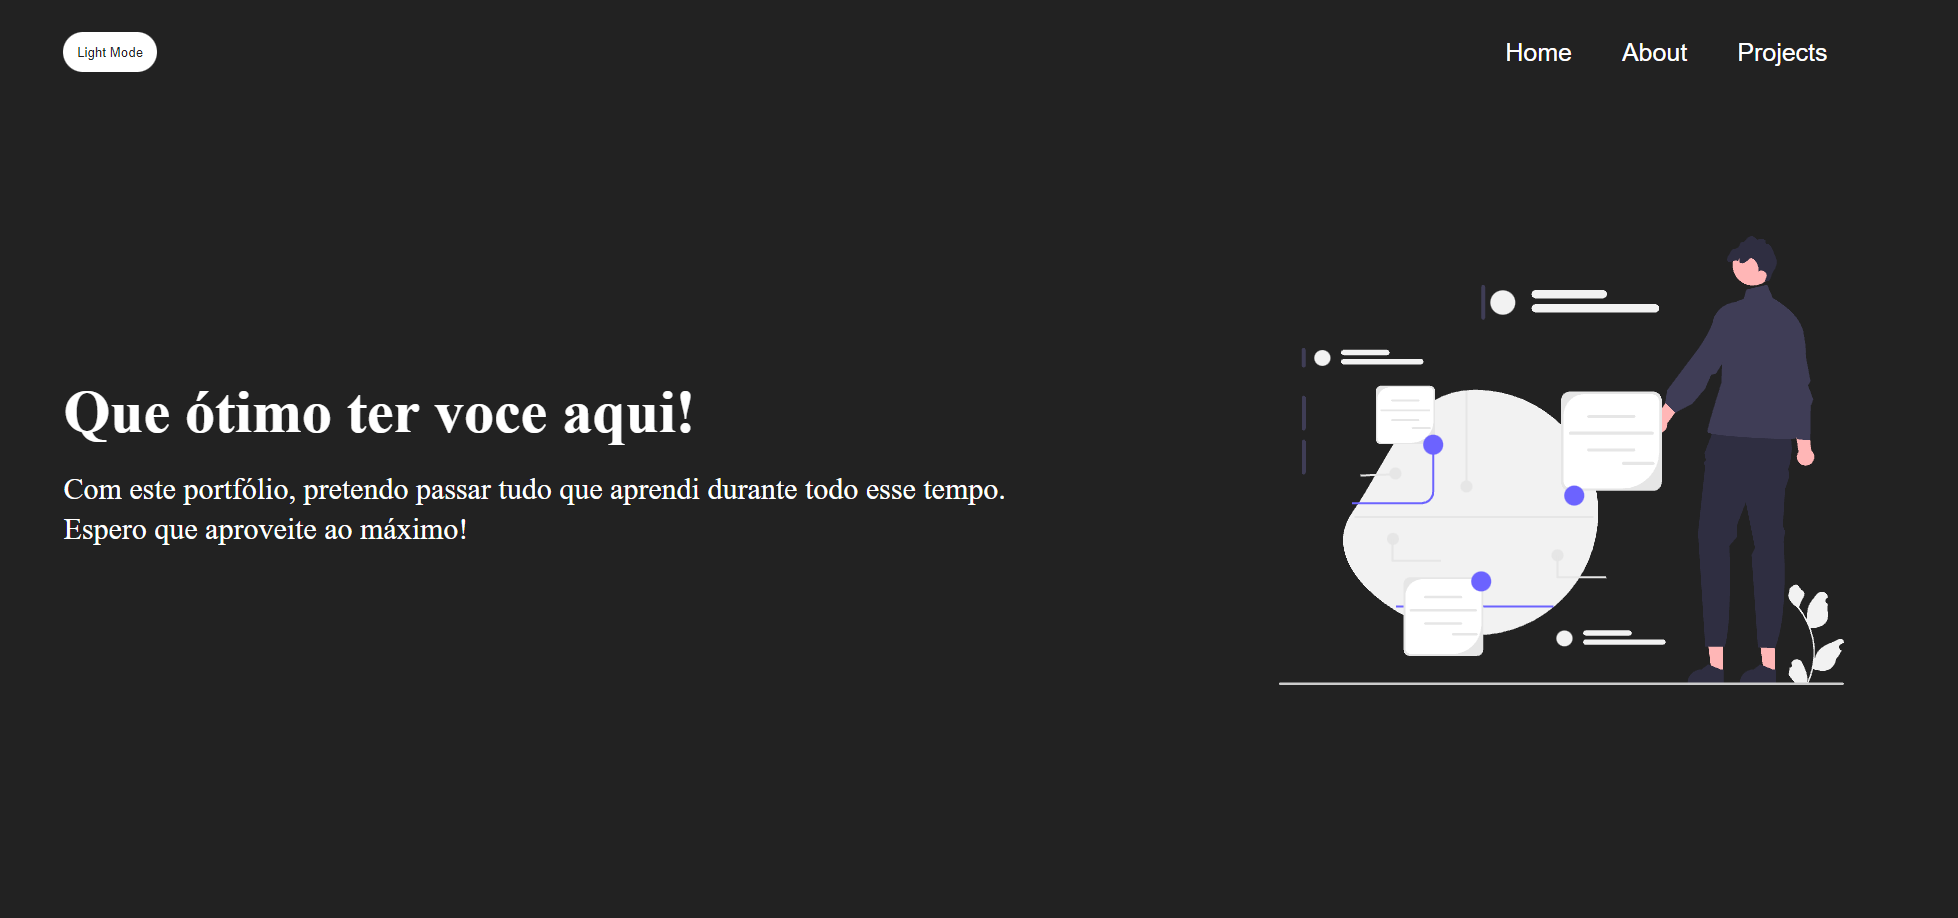 Light Mode
Home About Projects
Que ótimo ter voce aqui!
Com este portfólio, pretendo passar tudo que aprendi durante todo esse tempo.
Espero que aproveite ao máximo!